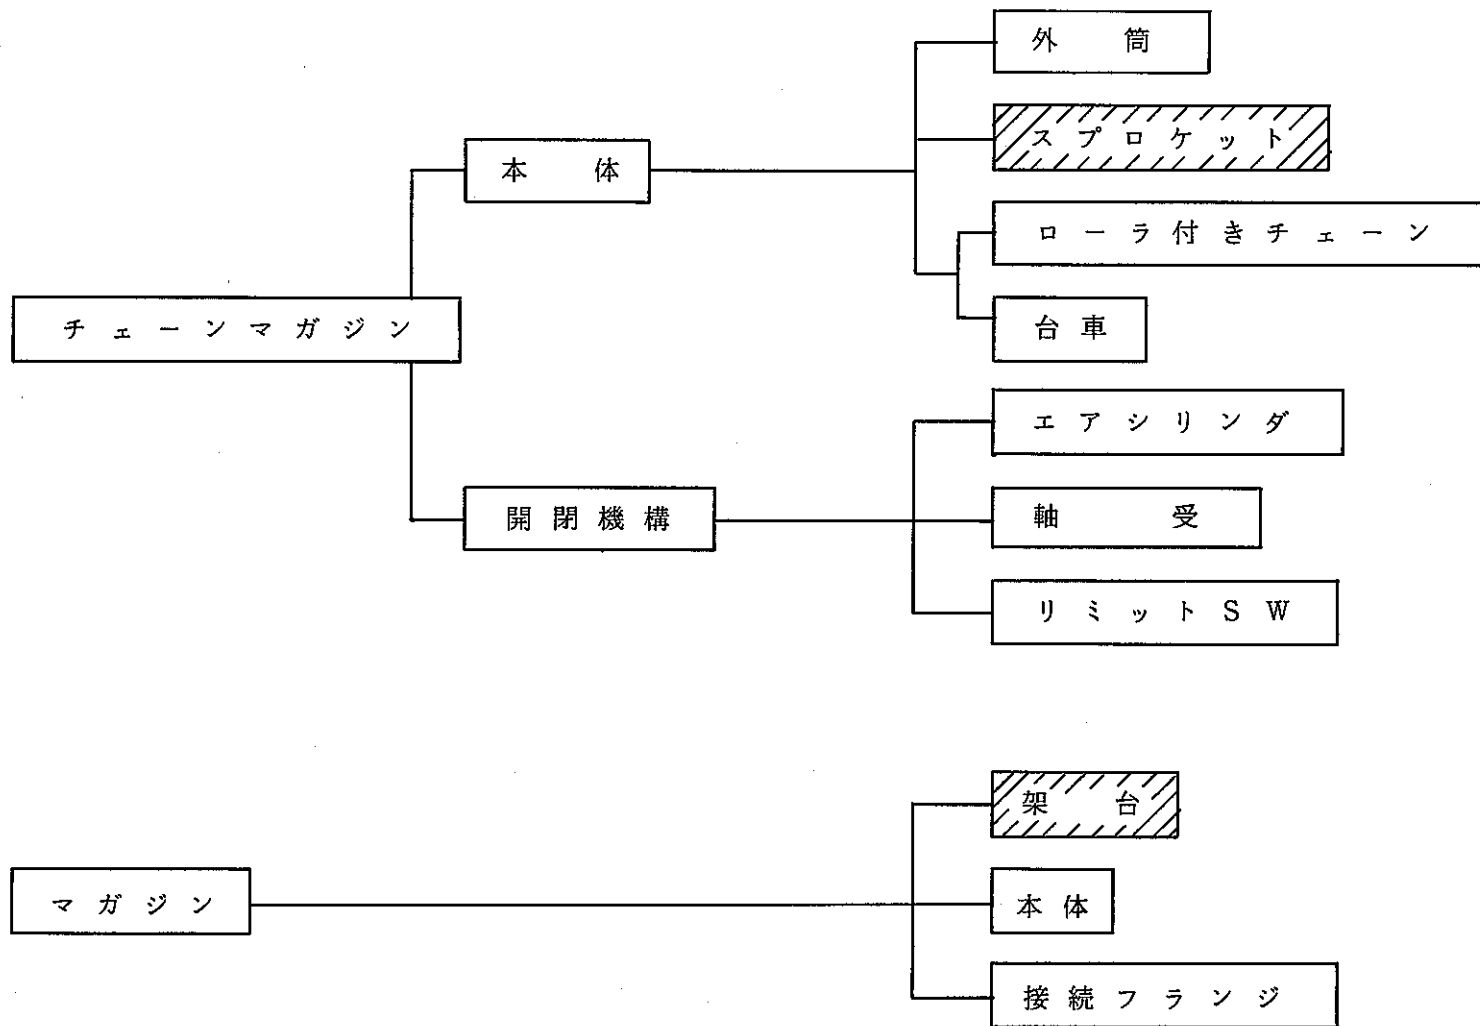 外筒
スプロケット
本体
ローラ付きチェーン
チェーンマガジン
台車
エアシリンダ
開閉機構
軸受
リミットSW
架台
マガジン
本体
接続フランジ